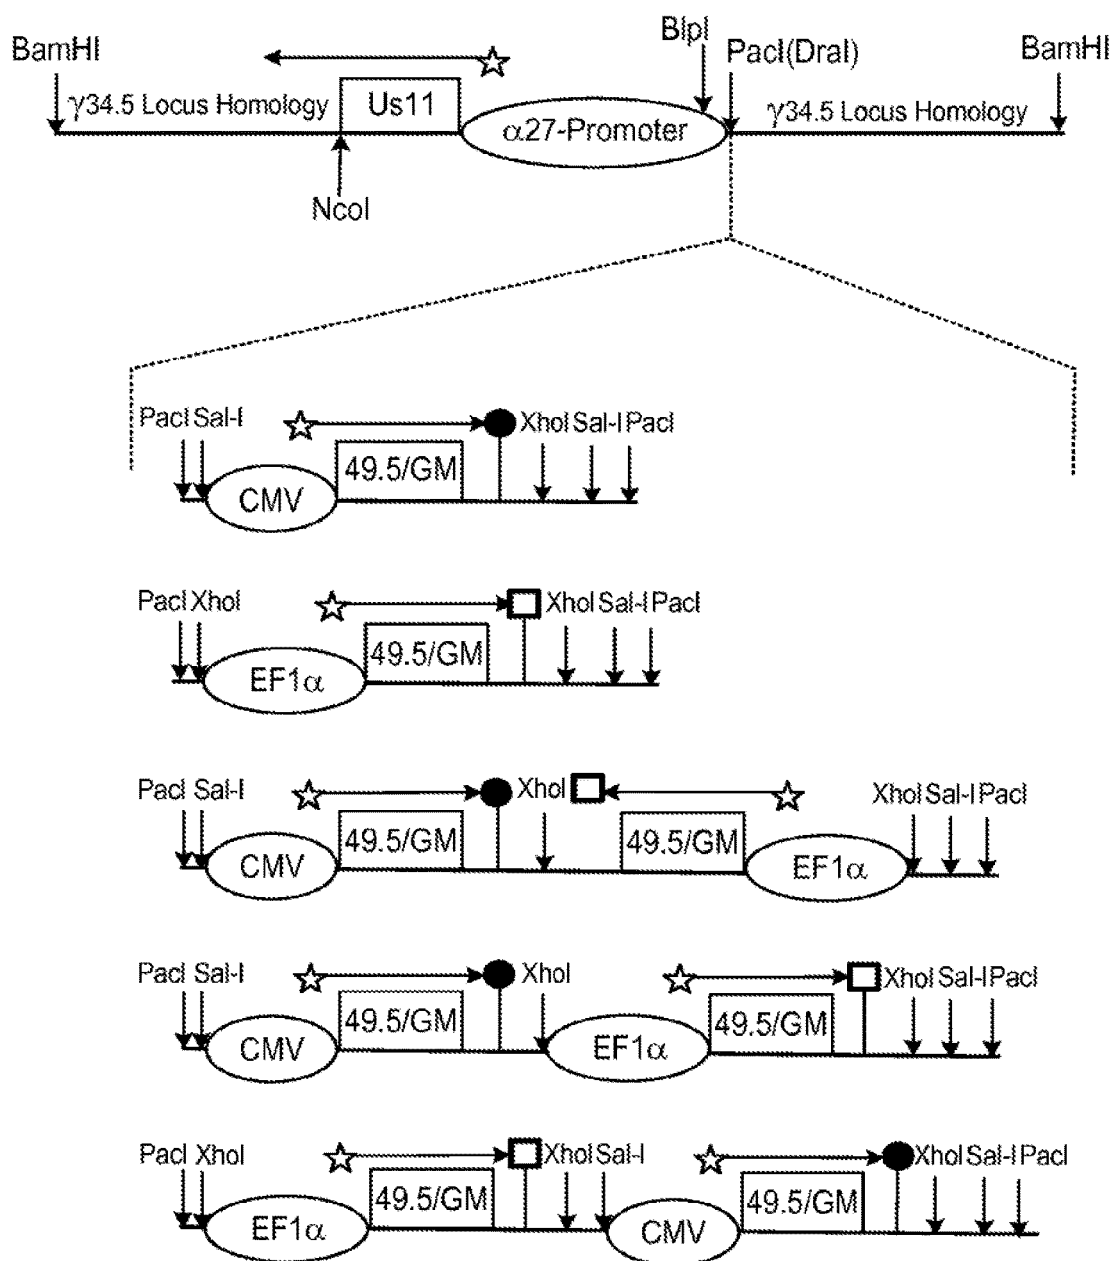 BamHI BlpI PacI(DraI) BamHI
γ34.5 Locus Homology Us11 α27-Promoter γ34.5 Locus Homology
NcoI
PacI Sal-I XhoI Sal-I PacI
CMV 49.5/GM
PacI XhoI XhoI Sal-I PacI
EF1α 49.5/GM
PacI Sal-I XhoI XhoI Sal-I PacI
CMV 49.5/GM 49.5/GM EF1α
PacI Sal-I XhoI XhoI Sal-I PacI
CMV 49.5/GM EF1α 49.5/GM
PacI XhoI XhoI Sal-I XhoI Sal-I PacI
EF1α 49.5/GM CMV 49.5/GM